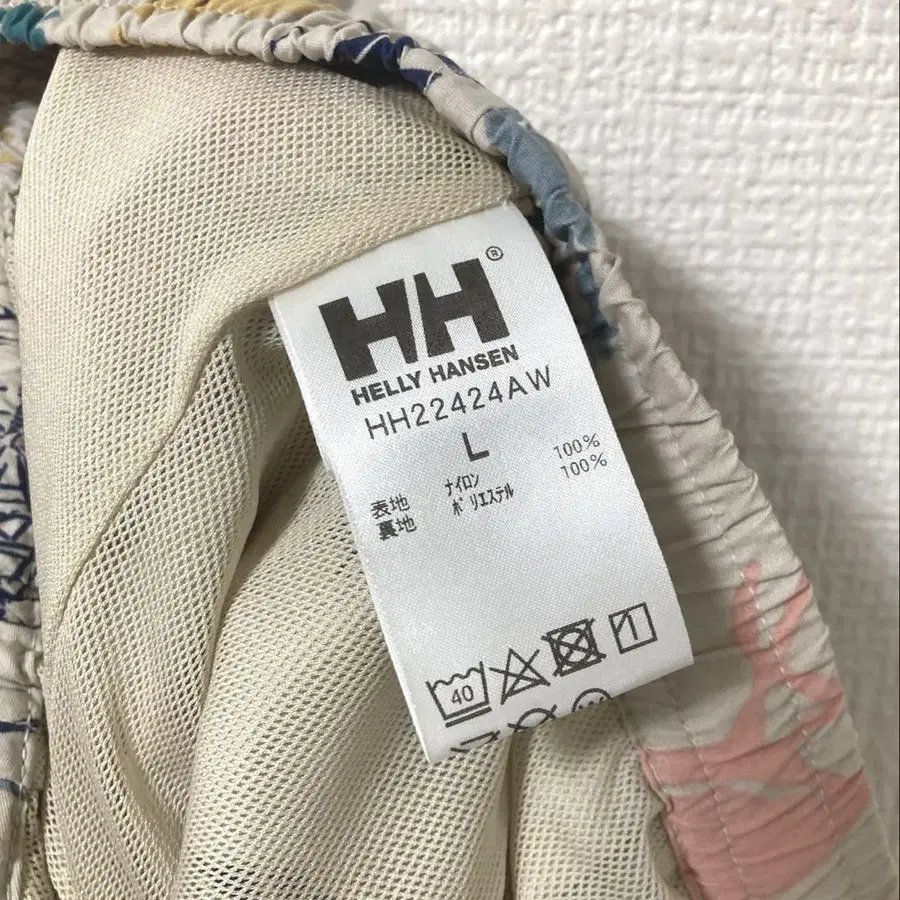 HH®
HELLY HANSEN
HH22424AW
L
表地 ナイロン 100%
裏地 ポリエステル 100%
40